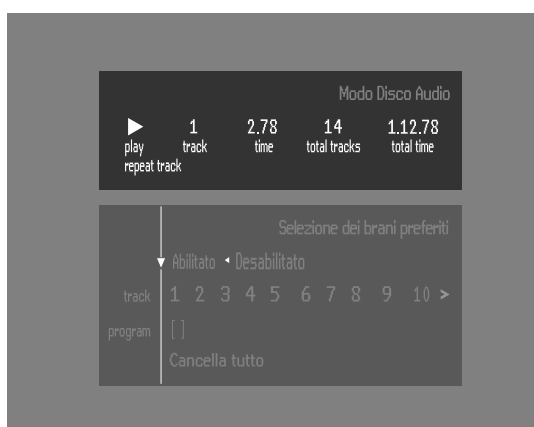 Modo Disco Audio
1 2.78 14 1.12.78
play track time total tracks total time
repeat track
Selezione dei brani preferiti
Abilitato Desabilitato
track 1 2 3 4 5 6 7 8 9 10 >
program [ ]
Cancella tutto